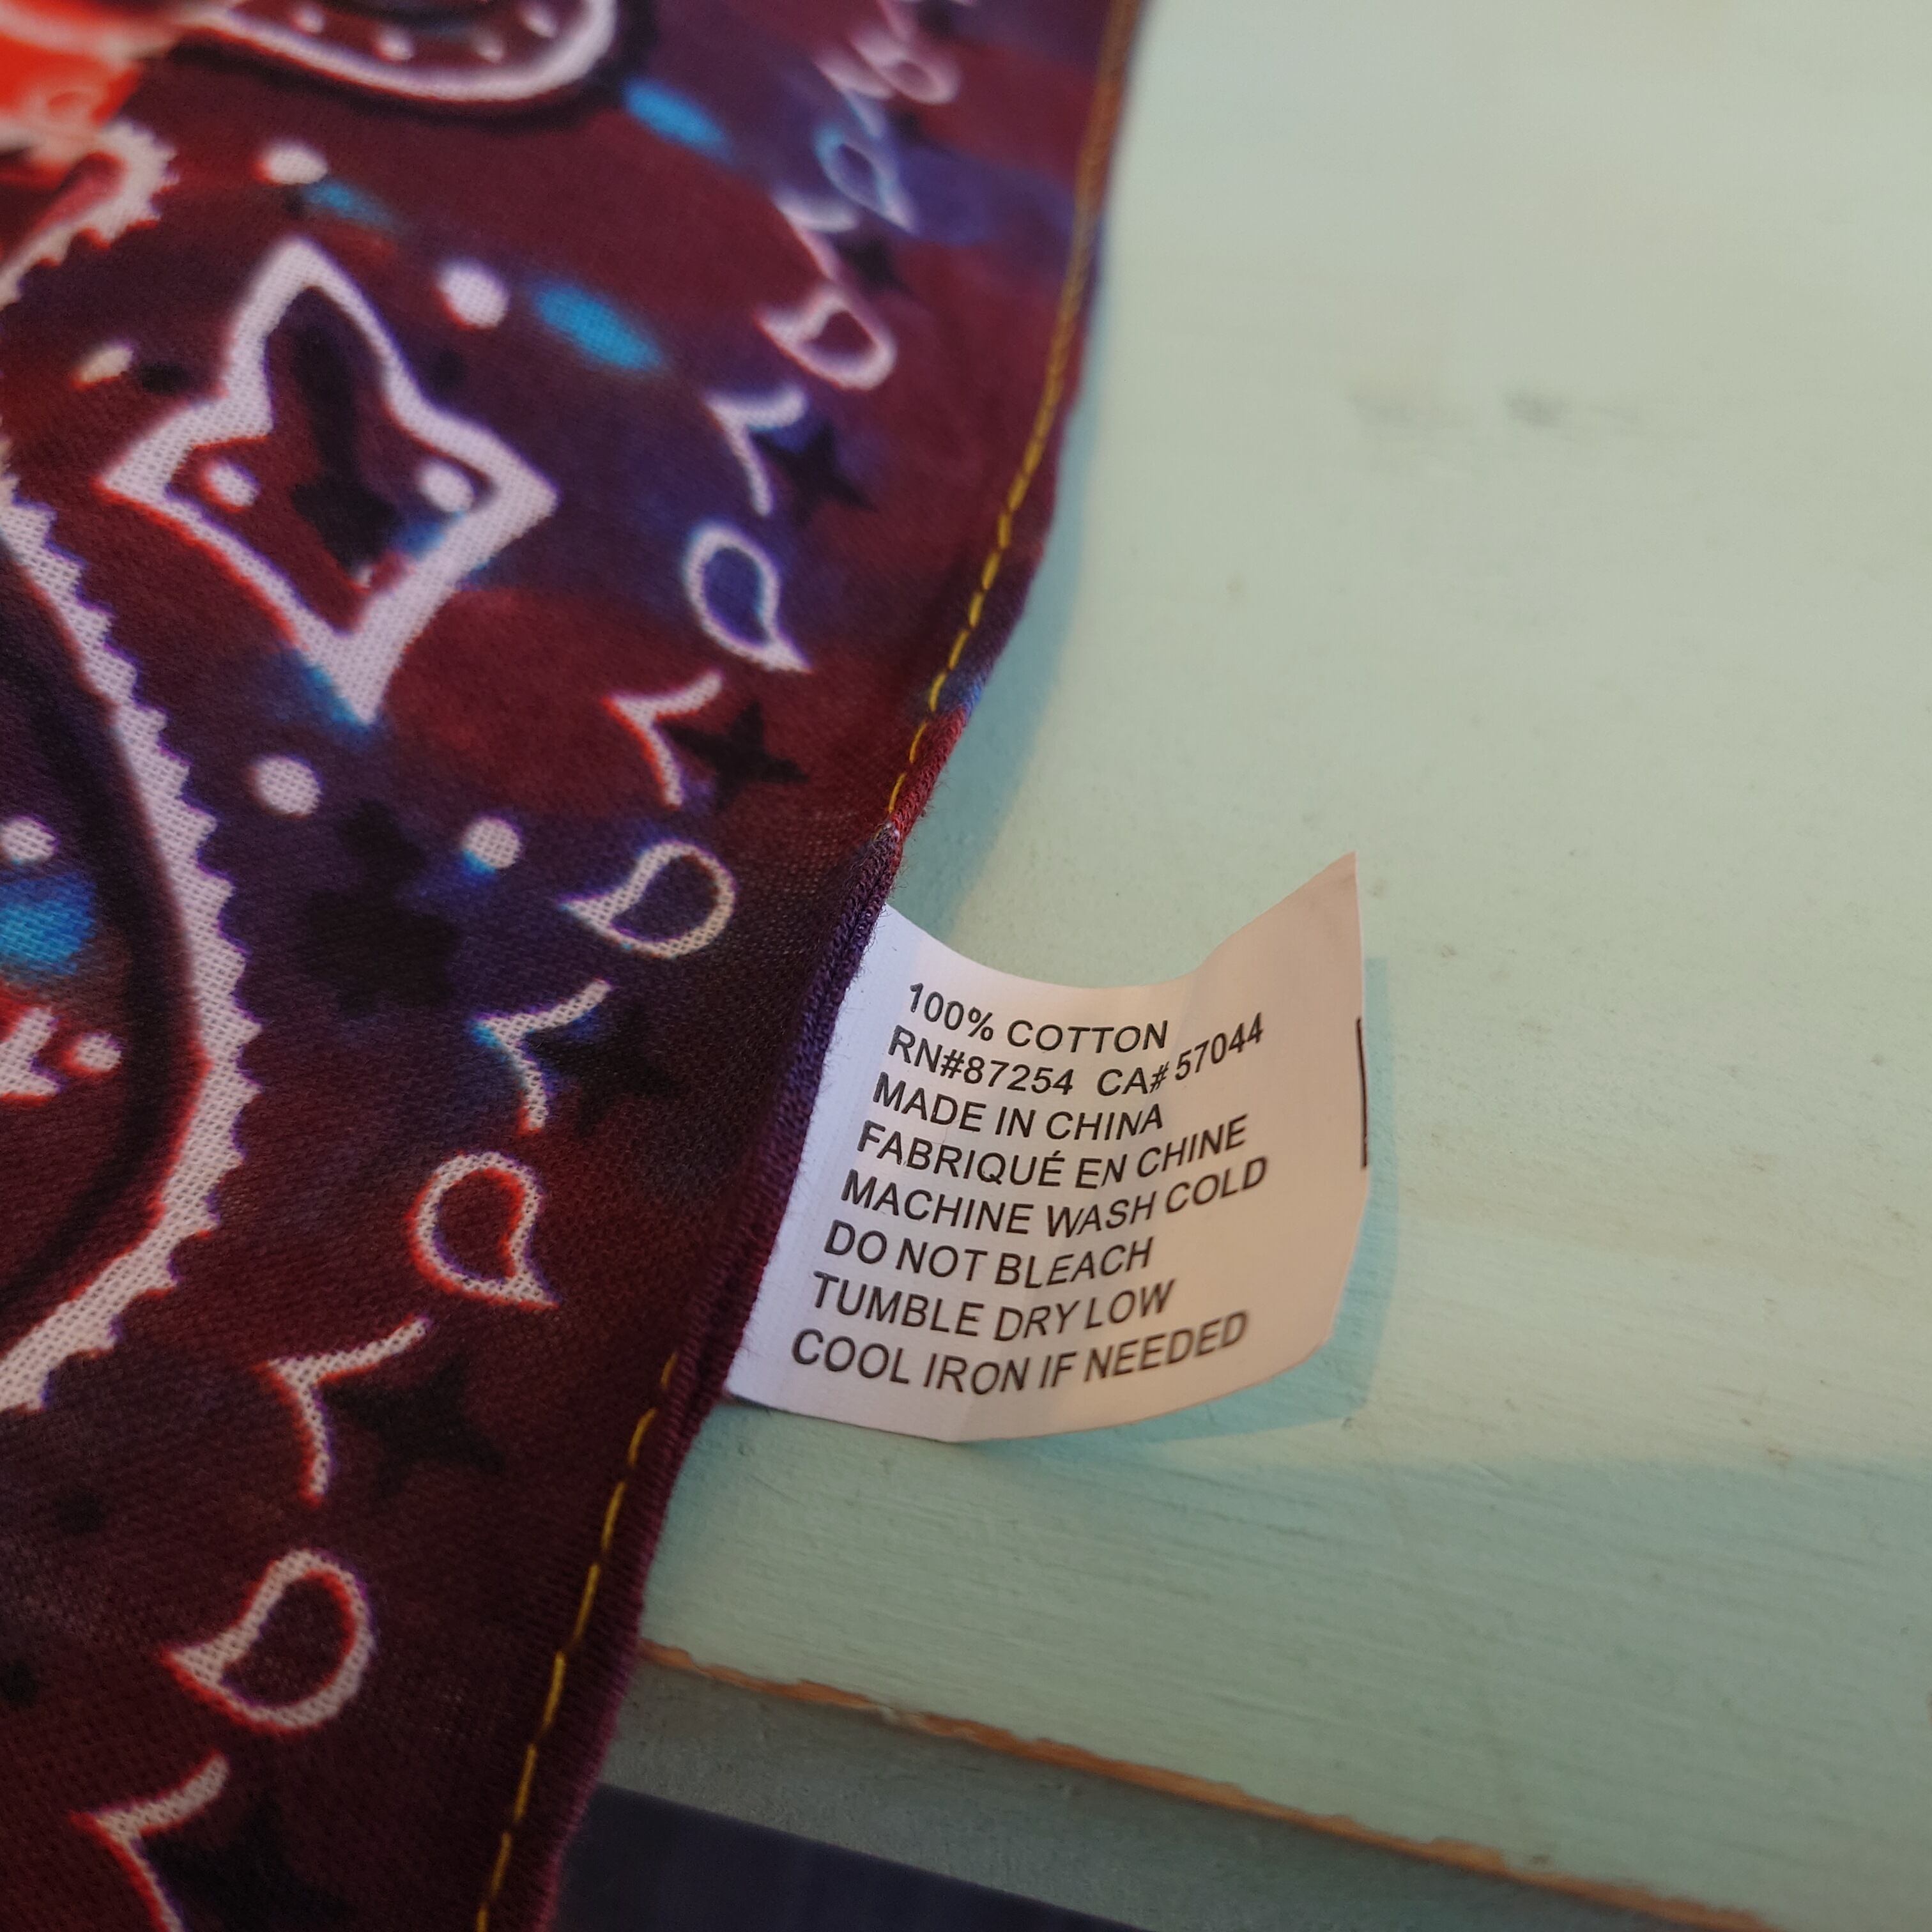 100% COTTON
RN#87254 CA# 57044
MADE IN CHINA
FABRIQUÉ EN CHINE
MACHINE WASH COLD
DO NOT BLEACH
TUMBLE DRY LOW
COOL IRON IF NEEDED